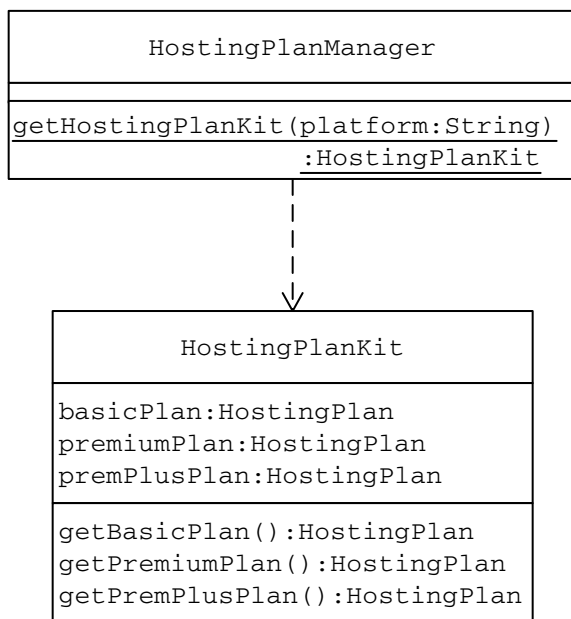 HostingPlanManager
getHostingPlanKit(platform:String)
:HostingPlanKit
HostingPlanKit
basicPlan:HostingPlan
premiumPlan:HostingPlan
premPlusPlan:HostingPlan
getBasicPlan():HostingPlan
getPremiumPlan():HostingPlan
getPremPlusPlan():HostingPlan